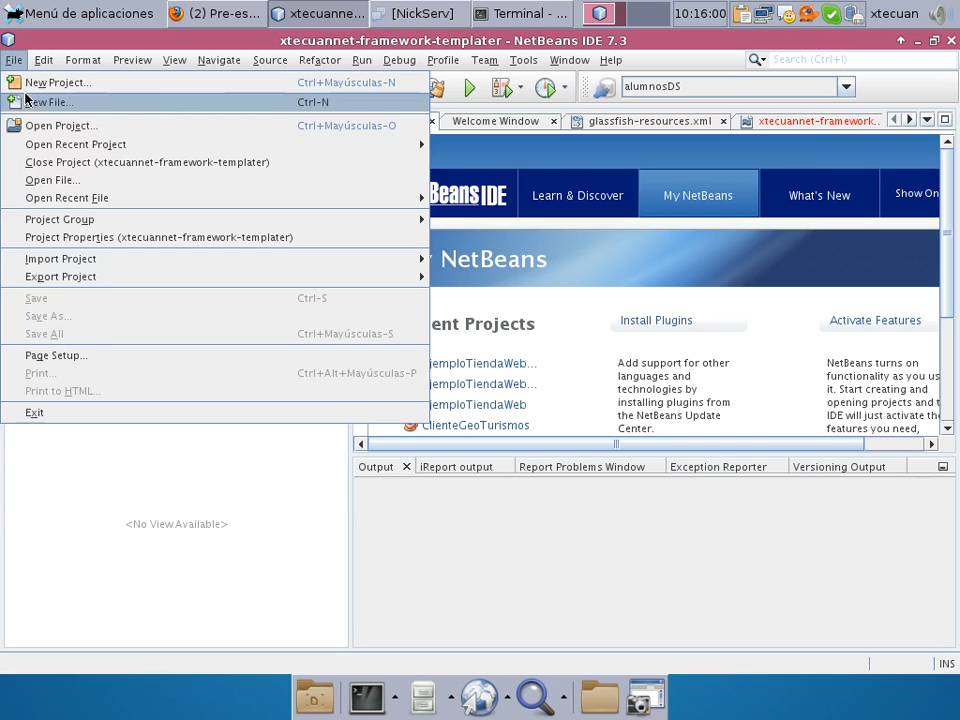 Menú de aplicaciones
(2) Pre-es...
xtecuanne...
[NickServ]
Terminal - ...
10:16:00
xtecuan
xtecuannet-framework-templater - NetBeans IDE 7.3
File Edit Format Preview View Navigate Source Refactor Run Debug Profile Team Tools Window Help
Search (Ctrl+I)
New Project... Ctrl+Mayúsculas-N
New File... Ctrl-N
Open Project... Ctrl+Mayúsculas-O
Open Recent Project
Close Project (xtecuannet-framework-templater)
Open File...
Open Recent File
Project Group
Project Properties (xtecuannet-framework-templater)
Import Project
Export Project
Save Ctrl-S
Save As...
Save All Ctrl+Mayúsculas-S
Page Setup...
Print... Ctrl+Alt+Mayúsculas-P
Print to HTML...
Exit
alumnosDS
Welcome Window
glassfish-resources.xml
xtecuannet-framework..
Beans IDE
Learn & Discover
My NetBeans
What's New
Show On
NetBeans
ent Projects
Install Plugins
Activate Features
jemploTiendaWeb...
jemploTiendaWeb...
jemploTiendaWeb
ClienteGeoTurismos
Add support for other
languages and
technologies by
installing plugins from
the NetBeans Update
Center.
NetBeans turns on
functionality as you us
it. Start creating and
opening projects and t
IDE will just activate th
features you need,
<No View Available>
Output
iReport output
Report Problems Window
Exception Reporter
Versioning Output
INS